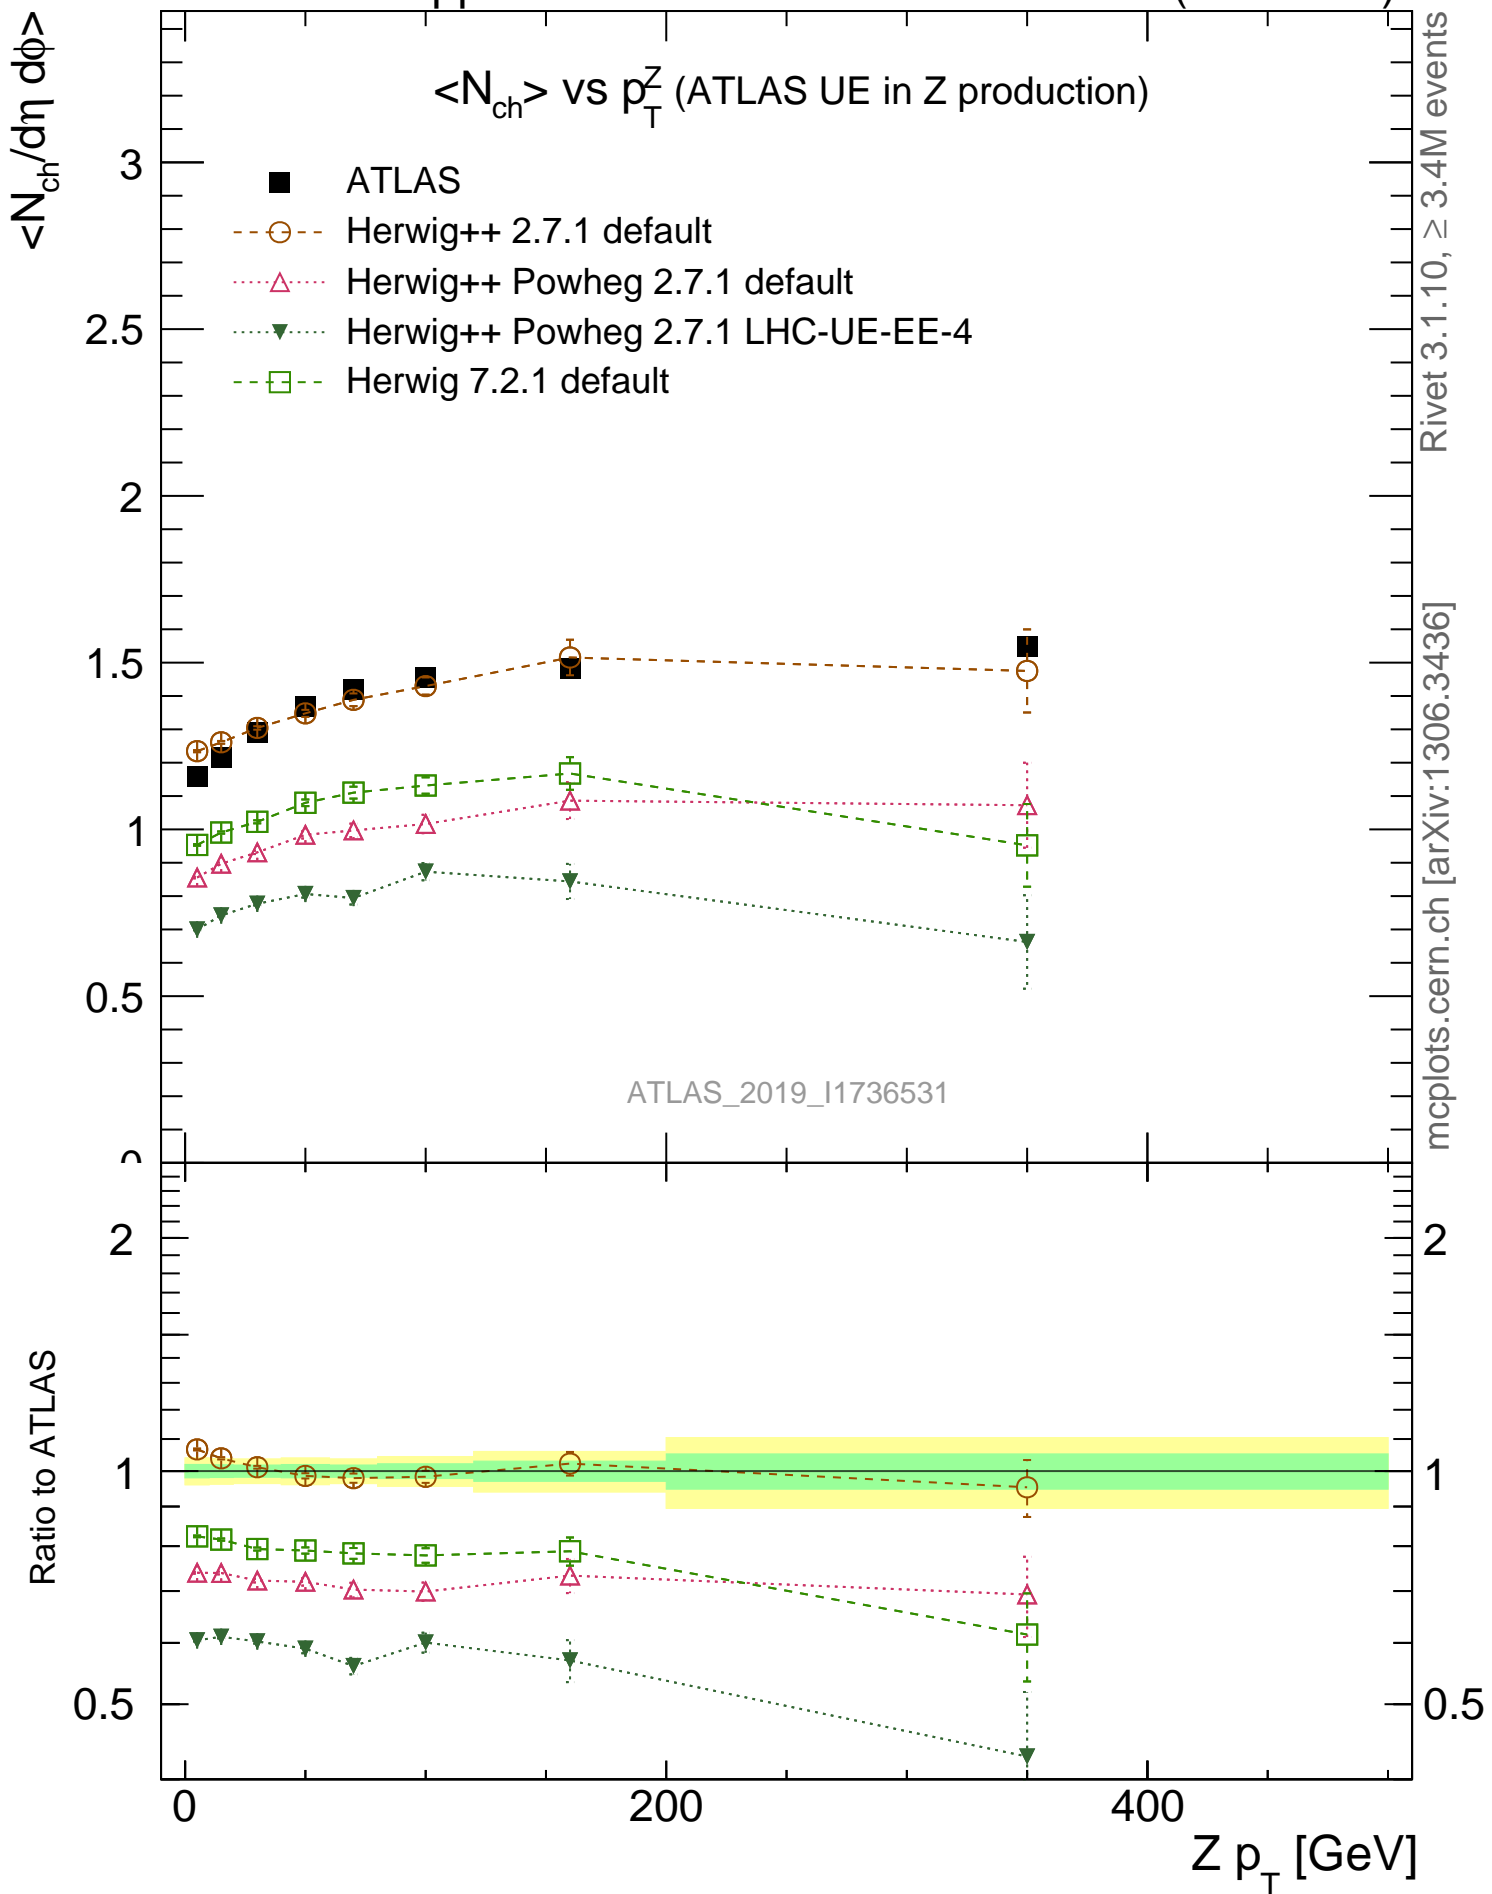 pp
<N_ch/dη dϕ>
<N_ch> vs p_T^Z (ATLAS UE in Z production)
ATLAS
Herwig++ 2.7.1 default
Herwig++ Powheg 2.7.1 default
Herwig++ Powheg 2.7.1 LHC-UE-EE-4
Herwig 7.2.1 default
3
2.5
2
1.5
1
0.5
0
ATLAS_2019_I1736531
Rivet 3.1.10, ≥ 3.4M events
mcplots.cern.ch [arXiv:1306.3436]
Ratio to ATLAS
2
1
0.5
2
1
0.5
0
200
400
Z p_T [GeV]